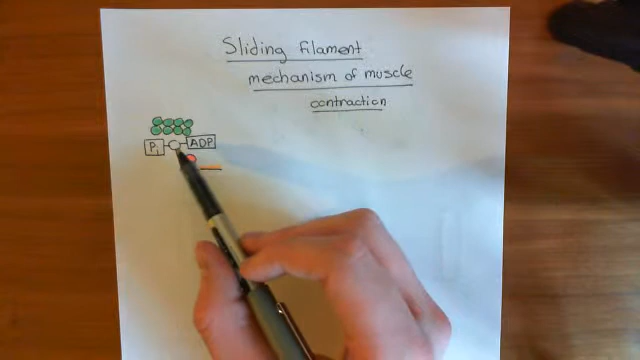 Sliding filament
mechanism of muscle
contraction
Pi ADP